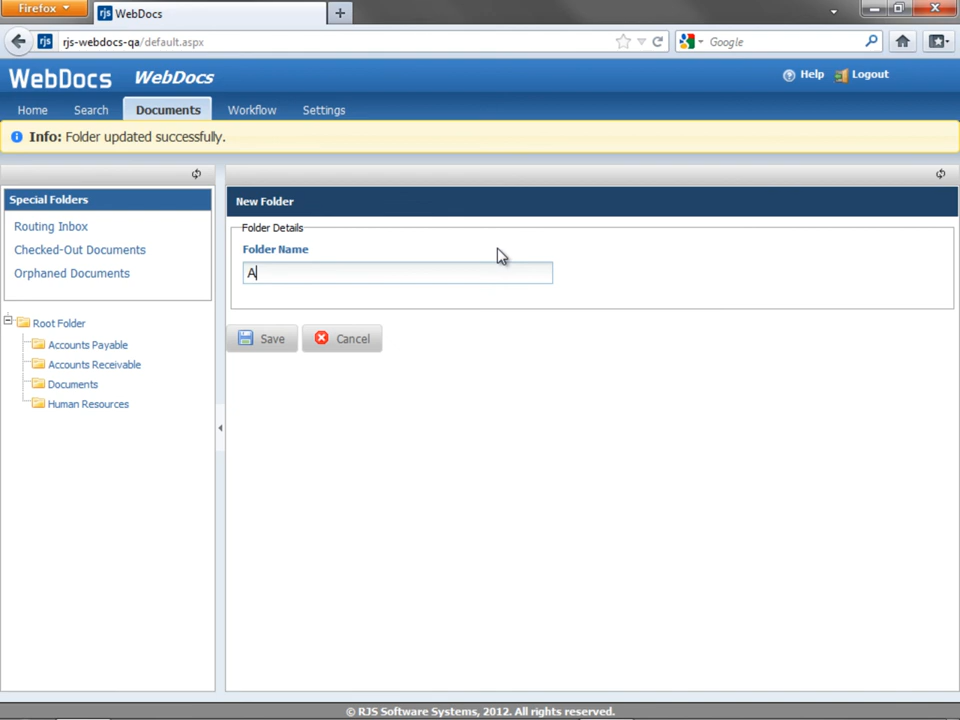 Firefox
rjs WebDocs
rjs rjs-webdocs-qa/default.aspx
Google
WebDocs WebDocs
Help Logout
Home Search Documents Workflow Settings
Info: Folder updated successfully.
Special Folders
Routing Inbox
Checked-Out Documents
Orphaned Documents
Root Folder
Accounts Payable
Accounts Receivable
Documents
Human Resources
New Folder
Folder Details
Folder Name
A
Save Cancel
© RJS Software Systems, 2012. All rights reserved.